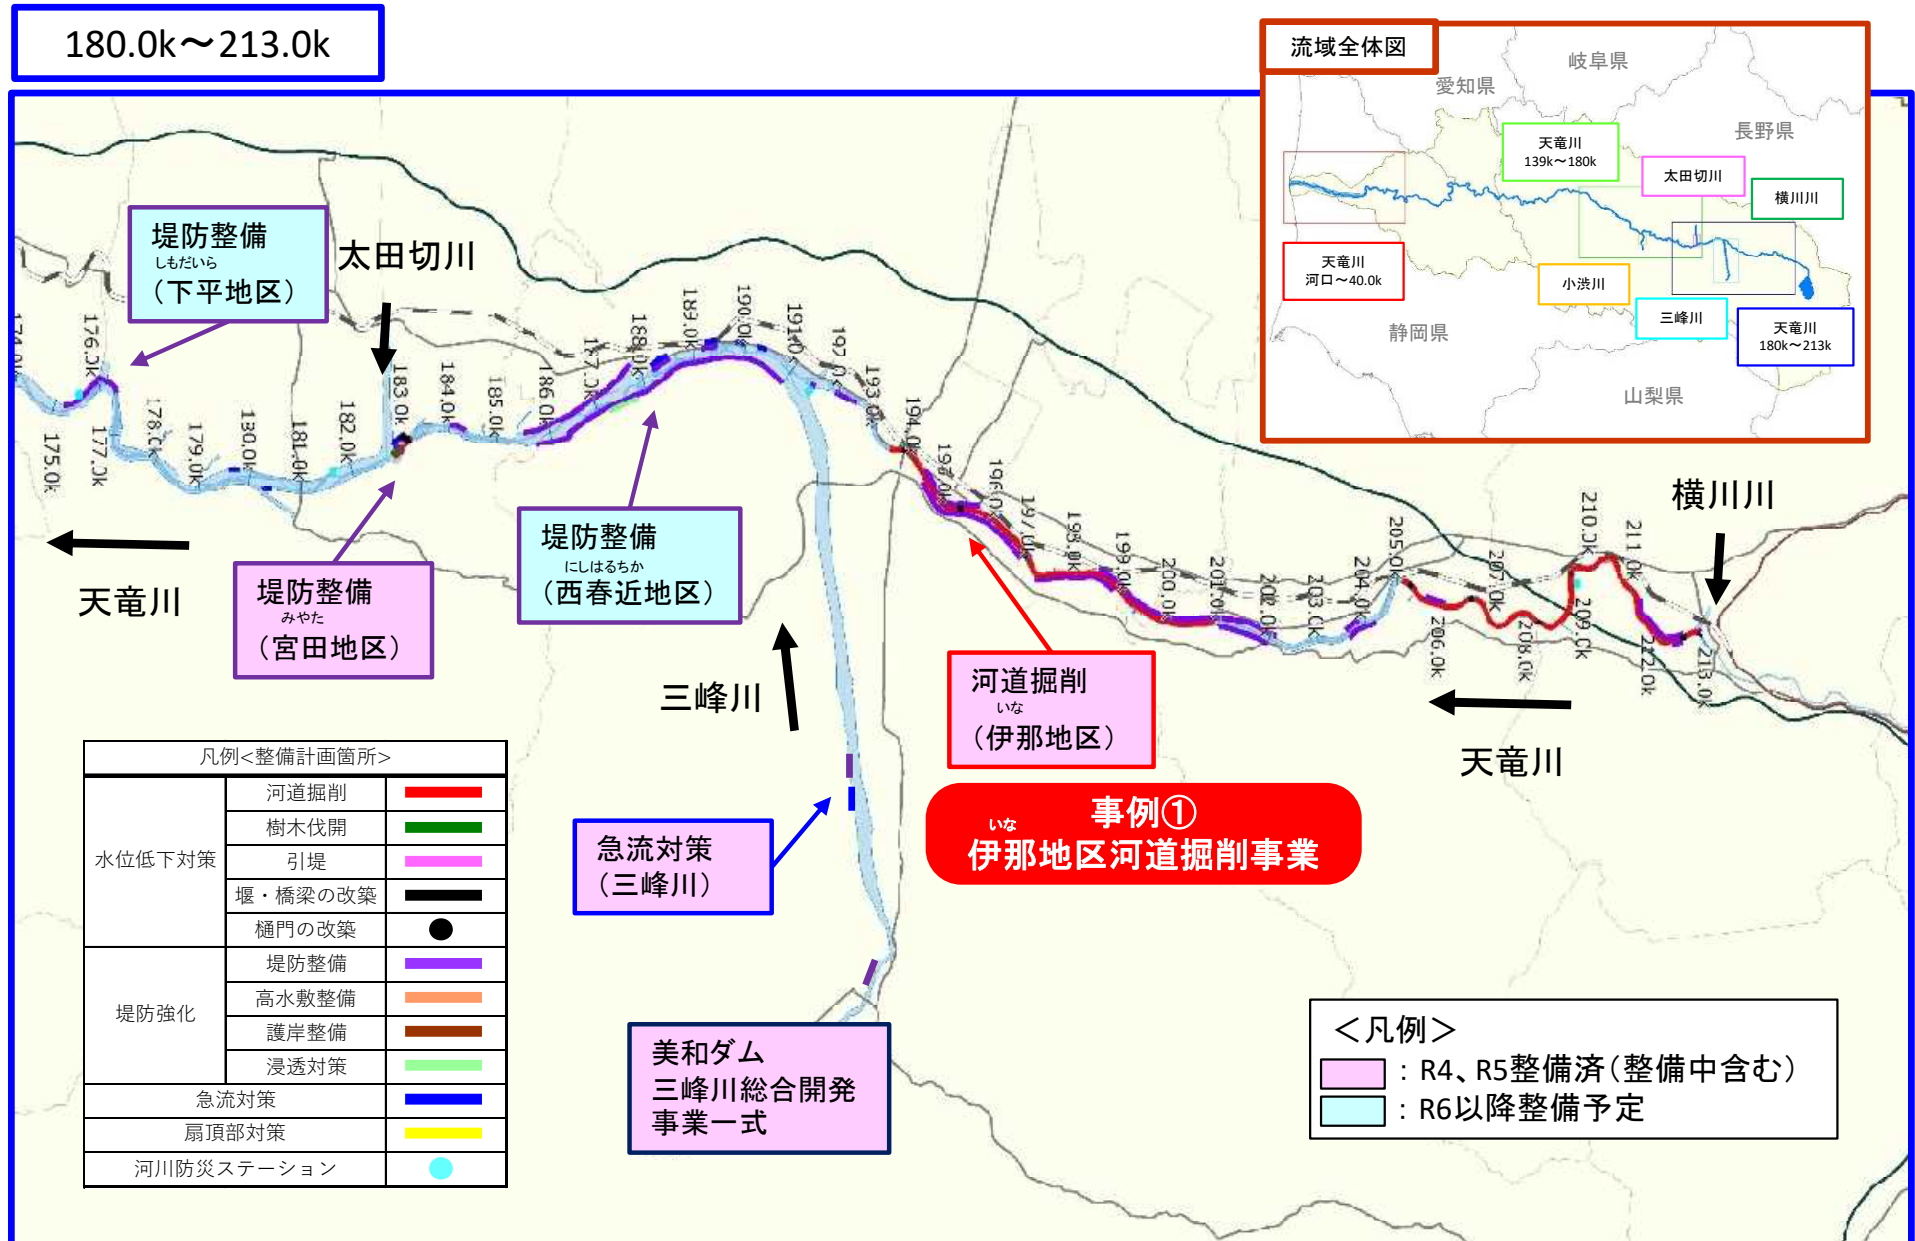 180.0k～213.0k
流域全体図
岐阜県
愛知県
長野県
天竜川
139k～180k
太田切川
横川川
天竜川
河口～40.0k
小渋川
三峰川
天竜川
180k～213k
静岡県
山梨県
堤防整備
しもだいら
（下平地区）
太田切川
176.0k
175.0k
177.0k
178.0k
179.0k
181.0k
182.0k
183.0k
184.0k
185.0k
186.0k
188.0k
189.0k
190.0k
193.0k
194.0k
196.0k
197.0k
198.0k
199.0k
200.0k
201.0k
202.0k
203.0k
204.0k
205.0k
206.0k
207.0k
208.0k
209.0k
210.0k
211.0k
212.0k
213.0k
横川川
天竜川
堤防整備
みやた
（宮田地区）
堤防整備
にしはるちか
（西春近地区）
三峰川
河道掘削
いな
（伊那地区）
天竜川
事例①
いな
伊那地区河道掘削事業
急流対策
（三峰川）
美和ダム
三峰川総合開発
事業一式
凡例<整備計画箇所>
水位低下対策
河道掘削
樹木伐開
引堤
堰・橋梁の改築
樋門の改築
堤防強化
堤防整備
高水敷整備
護岸整備
浸透対策
急流対策
扇頂部対策
河川防災ステーション
＜凡例＞
：R4、R5整備済（整備中含む）
：R6以降整備予定